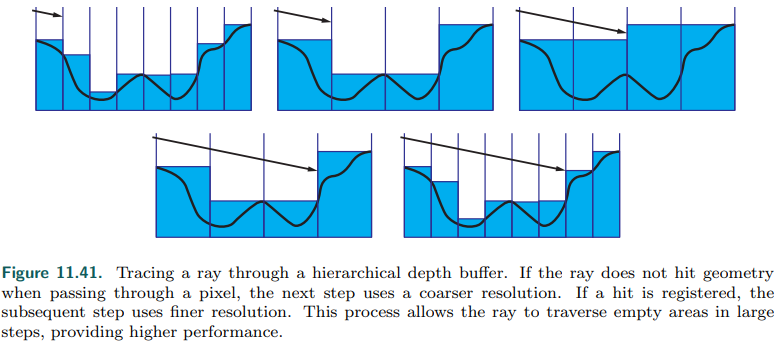 Figure 11.41. Tracing a ray through a hierarchical depth buffer. If the ray does not hit geometry
when passing through a pixel, the next step uses a coarser resolution. If a hit is registered, the
subsequent step uses finer resolution. This process allows the ray to traverse empty areas in large
steps, providing higher performance.